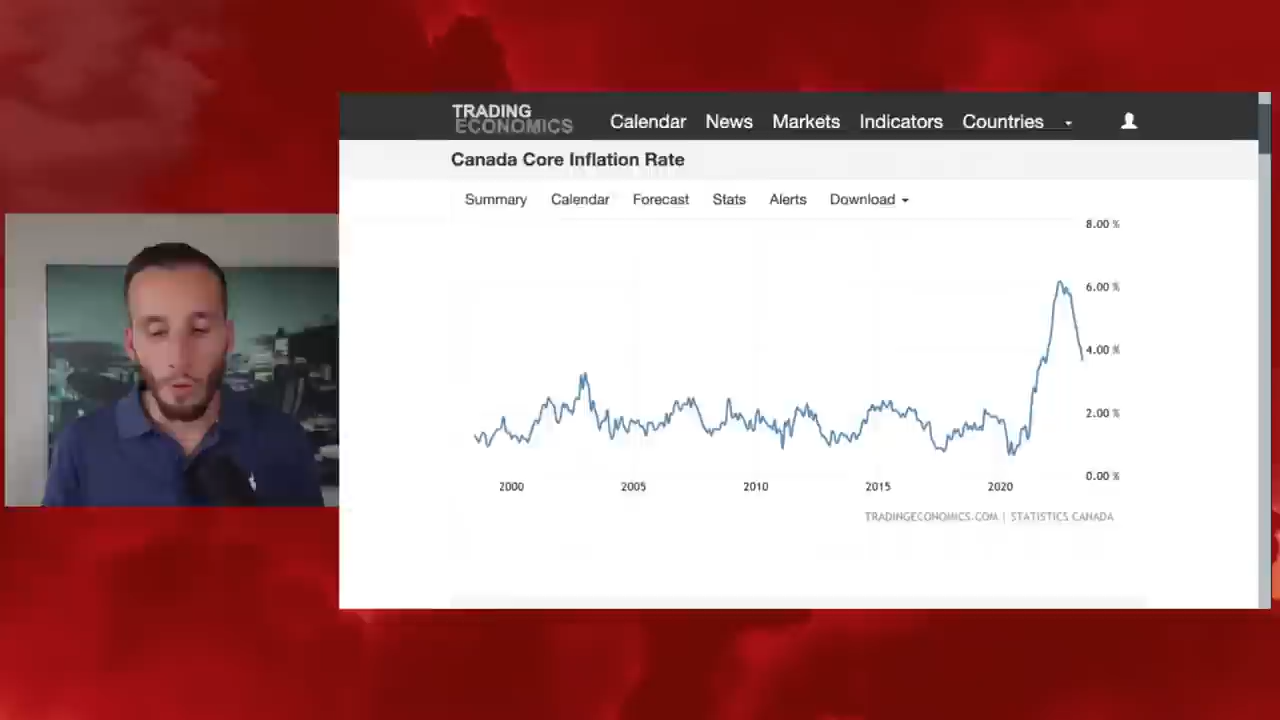 TRADING
ECONOMICS
Calendar News Markets Indicators Countries
Canada Core Inflation Rate
Summary Calendar Forecast Stats Alerts Download
8.00 %
6.00 %
4.00 %
2.00 %
0.00 %
2000 2005 2010 2015 2020
TRADINGECONOMICS.COM | STATISTICS CANADA